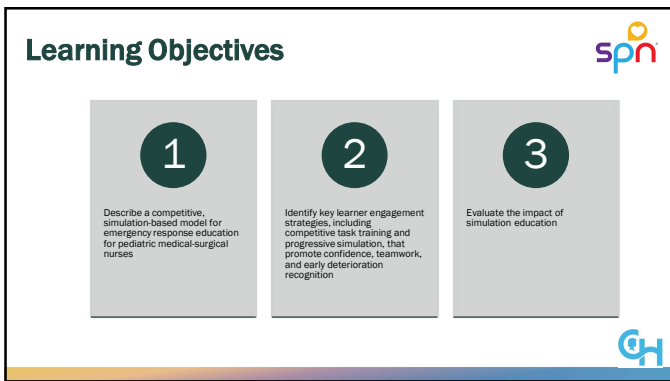 Learning Objectives
spn
1
Describe a competitive,
simulation-based model for
emergency response education
for pediatric medical-surgical
nurses
2
Identify key learner engagement
strategies, including
competitive task training and
progressive simulation, that
promote confidence, teamwork,
and early deterioration
recognition
3
Evaluate the impact of
simulation education
CH